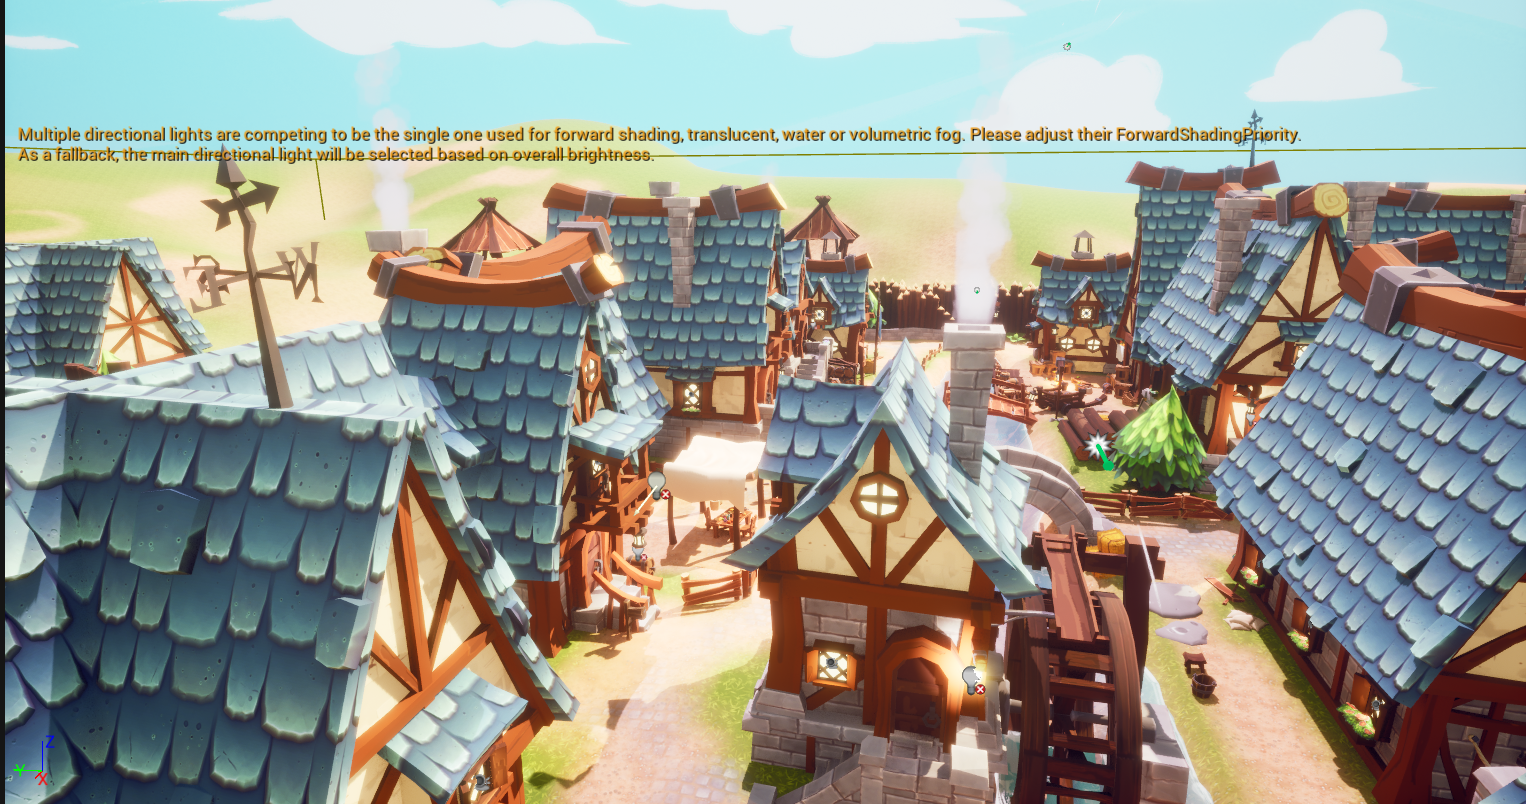 Multiple directional lights are competing to be the single one used for forward shading, translucent, water or volumetric fog. Please adjust their ForwardShadingPriority.
As a fallback, the main directional light will be selected based on overall brightness.
W
Z
Y
X